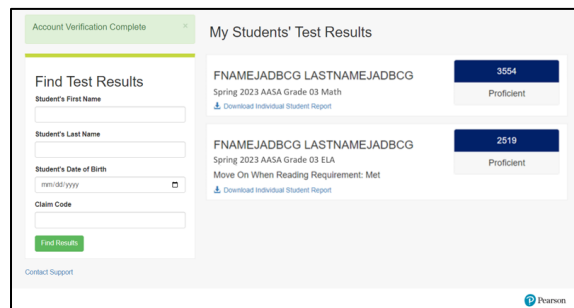 Account Verification Complete ×
Find Test Results
Student's First Name
Student's Last Name
Student's Date of Birth
mm/dd/yyyy
Claim Code
Find Results
Contact Support
My Students' Test Results
FNAMEJADBCG LASTNAMEJADBCG
Spring 2023 AASA Grade 03 Math
Download Individual Student Report
3554
Proficient
FNAMEJADBCG LASTNAMEJADBCG
Spring 2023 AASA Grade 03 ELA
Move On When Reading Requirement: Met
Download Individual Student Report
2519
Proficient
Pearson